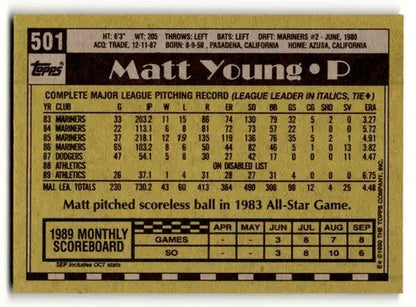 501
Topps
HT: 6'3" WT: 205 THROWS: LEFT BATS: LEFT DRFT: MARINERS #2 - JUNE, 1980
ACQ: TRADE, 12-11-87 BORN: 8-9-58, PASADENA, CALIFORNIA HOME: AZUSA, CALIFORNIA
Matt Young • P
COMPLETE MAJOR LEAGUE PITCHING RECORD (LEAGUE LEADER IN ITALICS, TIE♦)
YR CLUB G IP W L R ER SO BB GS CG SHO SV ERA
83 MARINERS 33 203.2 11 15 86 74 130 79 32 5 2 0 3.27
84 MARINERS 22 113.1 6 8 81 72 73 57 22 1 0 0 5.72
85 MARINERS 37 218.1 12 19 135 119 136 76 35 5 2 1 4.91
86 MARINERS 65 103.2 8 6 50 44 82 46 5 1 0 13 3.82
87 DODGERS 47 54.1 5 8 30 27 42 17 0 0 0 11 4.47
88 ATHLETICS ON DISABLED LIST
89 ATHLETICS 26 37.1 1 4 31 28 27 31 4 0 0 0 6.75
MAJ. LEA. TOTALS 230 730.2 43 60 413 364 490 306 98 12 4 25 4.48
Matt pitched scoreless ball in 1983 All-Star Game.
1989 MONTHLY SCOREBOARD
APR MAY JUN JUL AUG SEP
GAMES - - 3 8 7 8
SO - - 3 8 10 6
SEP INCLUDES OCT STATS
© 1990 THE TOPPS COMPANY, INC.